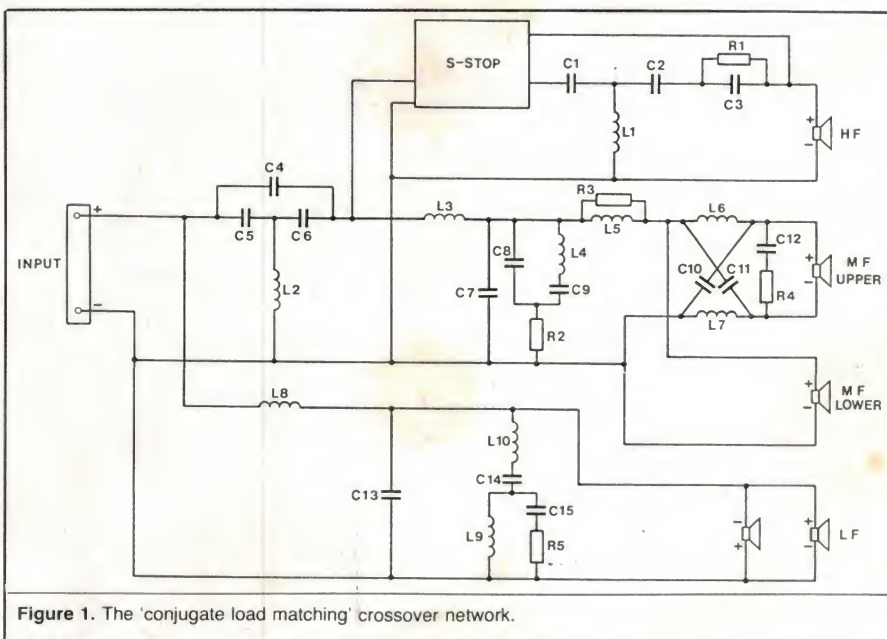 S-STOP
C1
C2
R1
C3
L1
+
−
HF
C4
C5
C6
L2
INPUT
+
−
L3
C7
C8
L4
C9
R2
R3
L5
L6
C10
C11
L7
C12
R4
+
−
MF
UPPER
+
−
MF
LOWER
L8
C13
L10
C14
L9
C15
R5
−
+
+
−
LF
Figure 1. The 'conjugate load matching' crossover network.